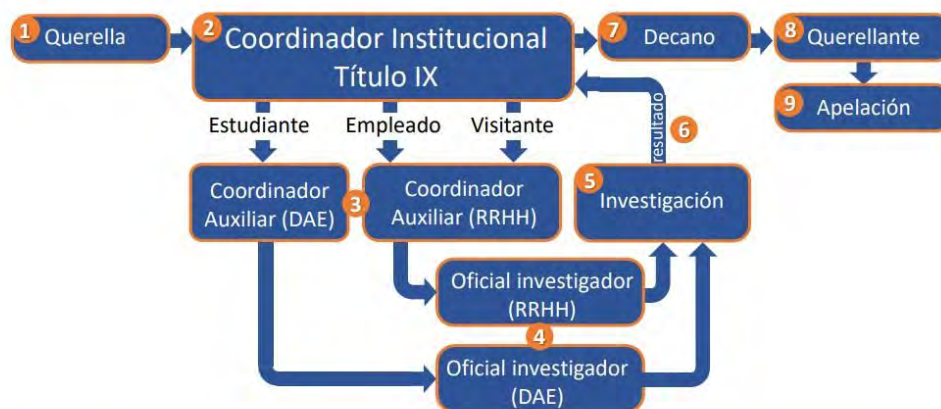 1 Querella
2 Coordinador Institucional
Título IX
7 Decano
8 Querellante
9 Apelación
Estudiante Empleado Visitante
resultado
6
Coordinador
Auxiliar (DAE)
3
Coordinador
Auxiliar (RRHH)
5
Investigación
Oficial investigador
(RRHH)
4
Oficial investigador
(DAE)